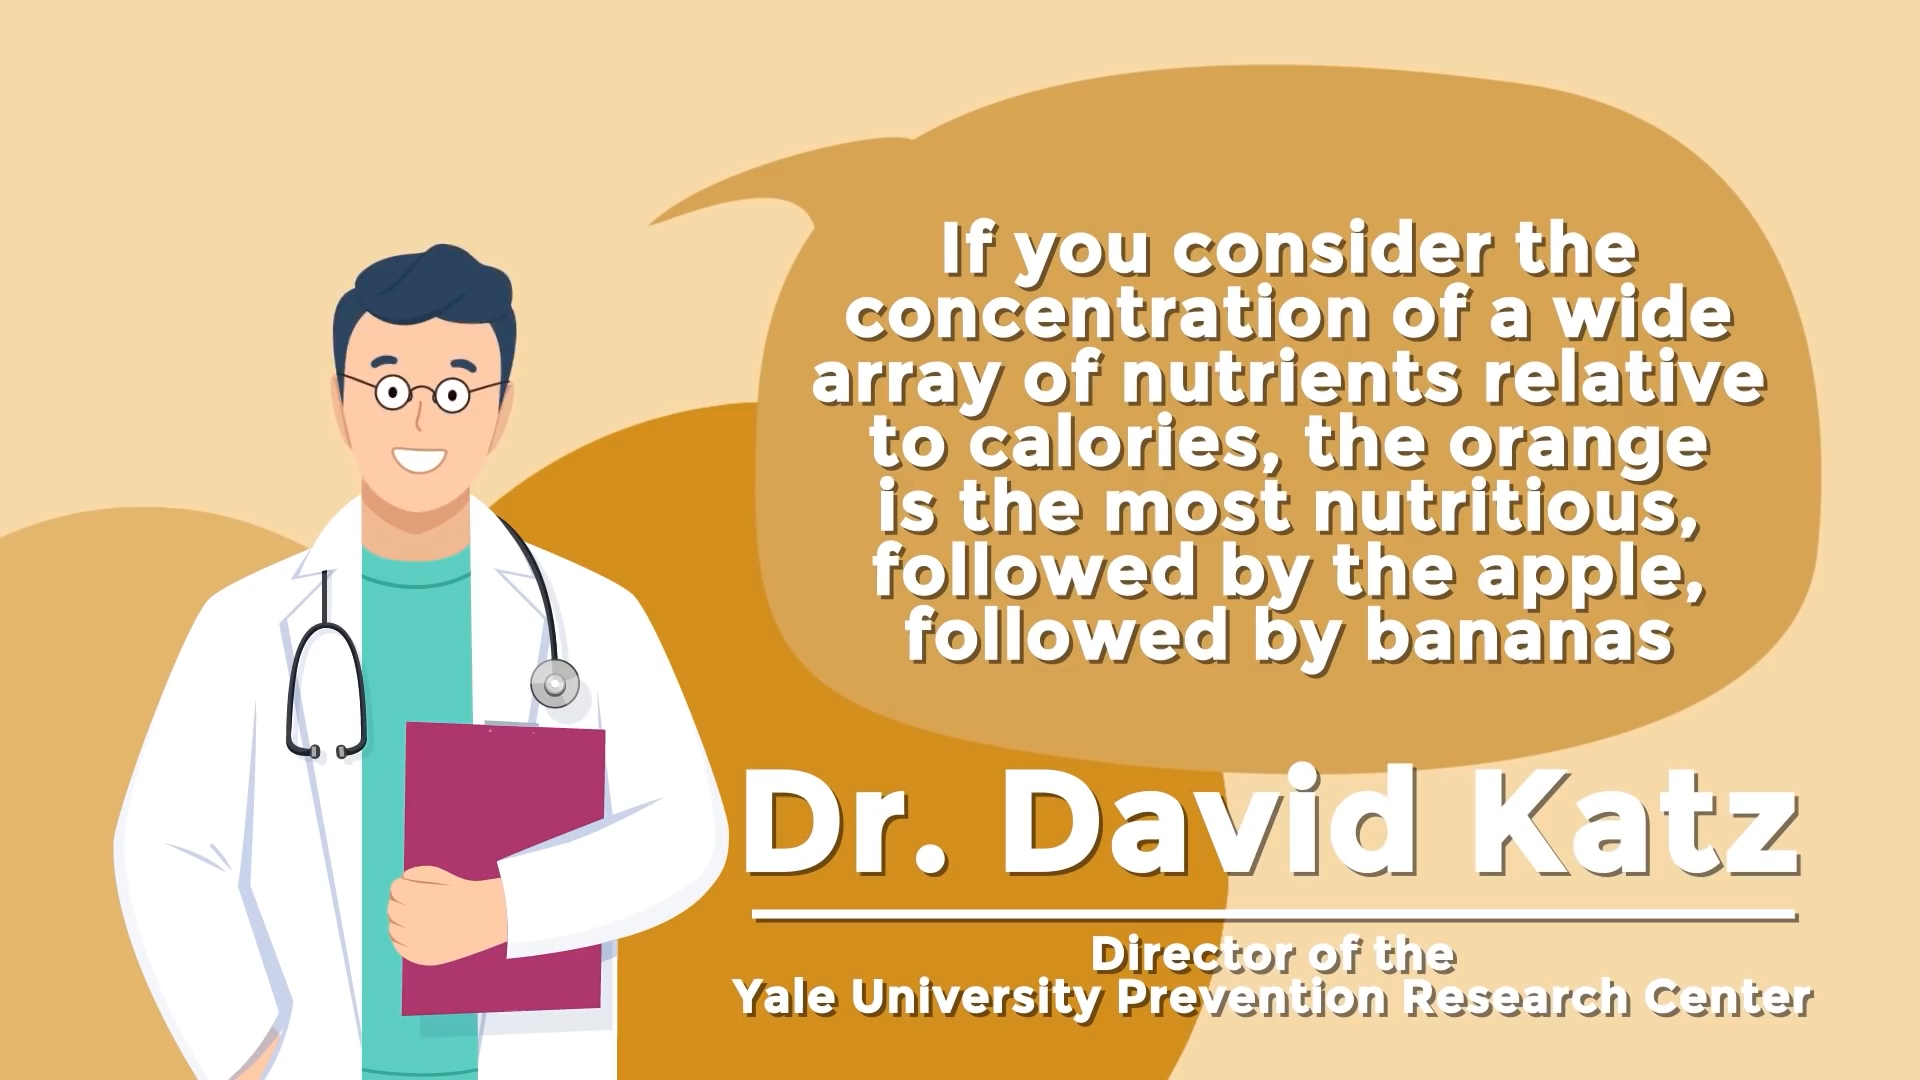 If you consider the
concentration of a wide
array of nutrients relative
to calories, the orange
is the most nutritious,
followed by the apple,
followed by bananas
Dr. David Katz
Director of the
Yale University Prevention Research Center